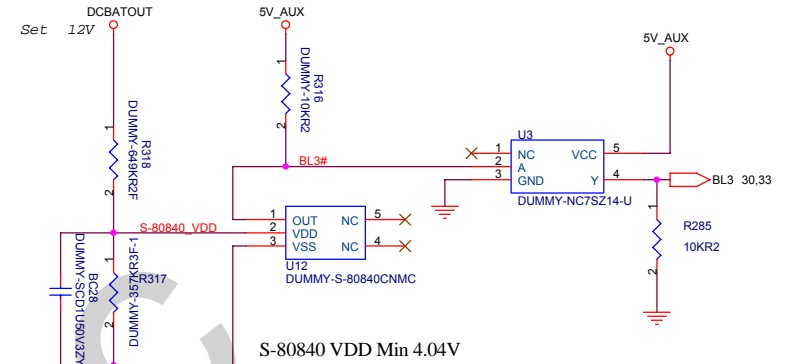 DCBATOUT
Set 12V
5V_AUX
5V_AUX
1
R316
DUMMY-10KR2
2
1
R318
DUMMY-649KR2F
2
BL3#
U3
1 NC VCC 5
2 A
3 GND Y 4
DUMMY-NC7SZ14-U
BL3 30,33
1
R285
10KR2
2
S-80840_VDD
1 OUT NC 5
2 VDD
3 VSS NC 4
U12
DUMMY-S-80840CNMC
1
R317
DUMMY-357KR3F-1
2
BC28
DUMMY-SCD1U50V3ZY
S-80840 VDD Min 4.04V